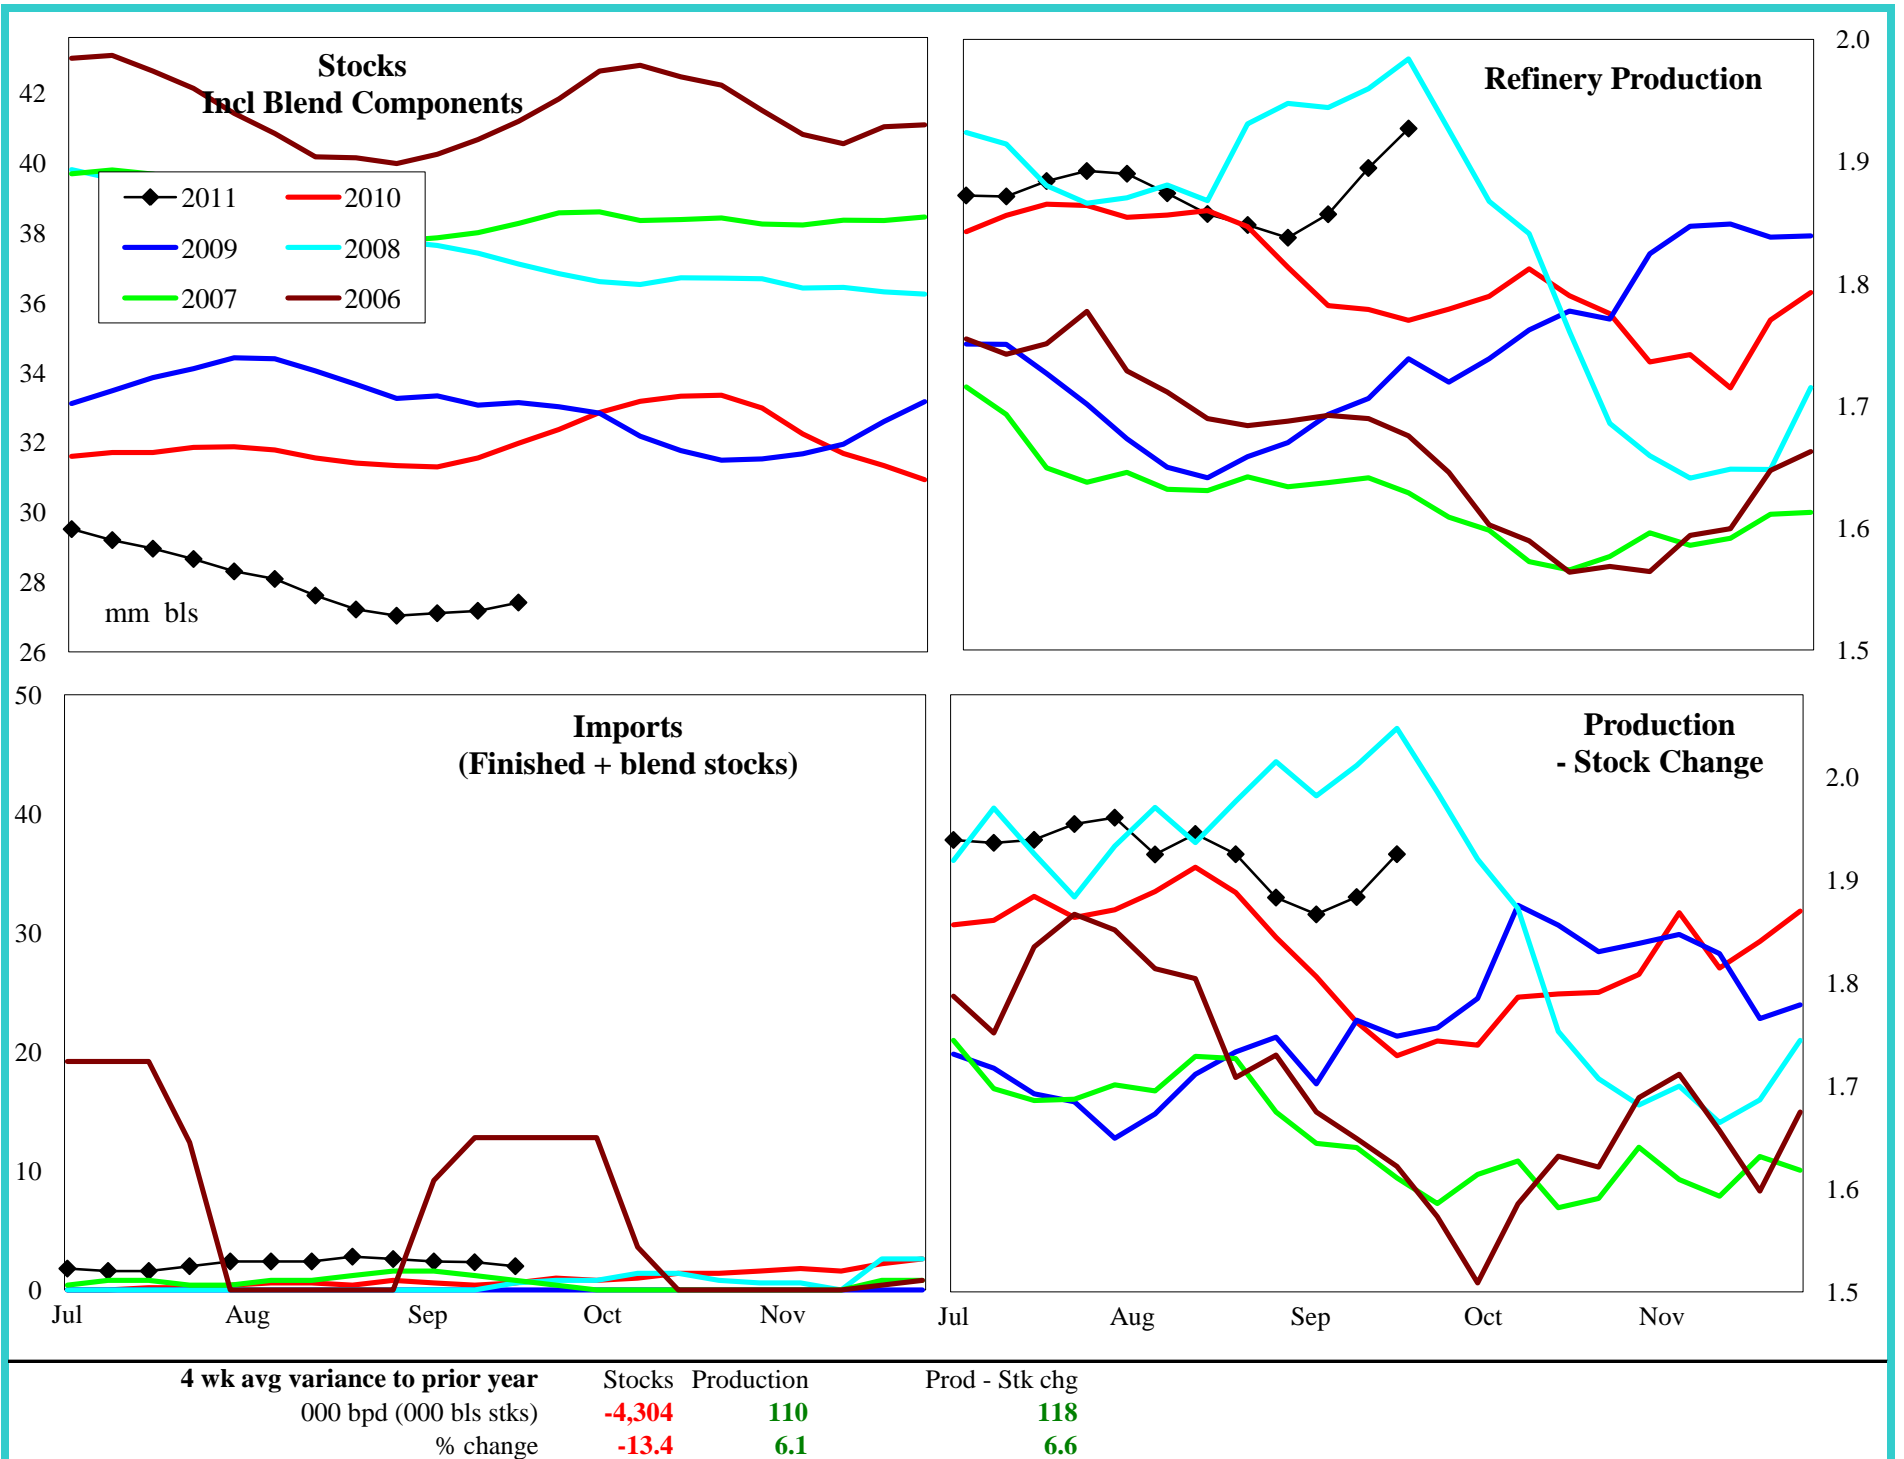 Stocks
Incl Blend Components
42
40
38
36
34
32
30
28
26
2011
2010
2009
2008
2007
2006
mm bls
Refinery Production
2.0
1.9
1.8
1.7
1.6
1.5
Imports
(Finished + blend stocks)
50
40
30
20
10
0
Jul Aug Sep Oct Nov
Production
- Stock Change
2.0
1.9
1.8
1.7
1.6
1.5
Jul Aug Sep Oct Nov
4 wk avg variance to prior year Stocks Production Prod - Stk chg
000 bpd (000 bls stks) -4,304 110 118
% change -13.4 6.1 6.6